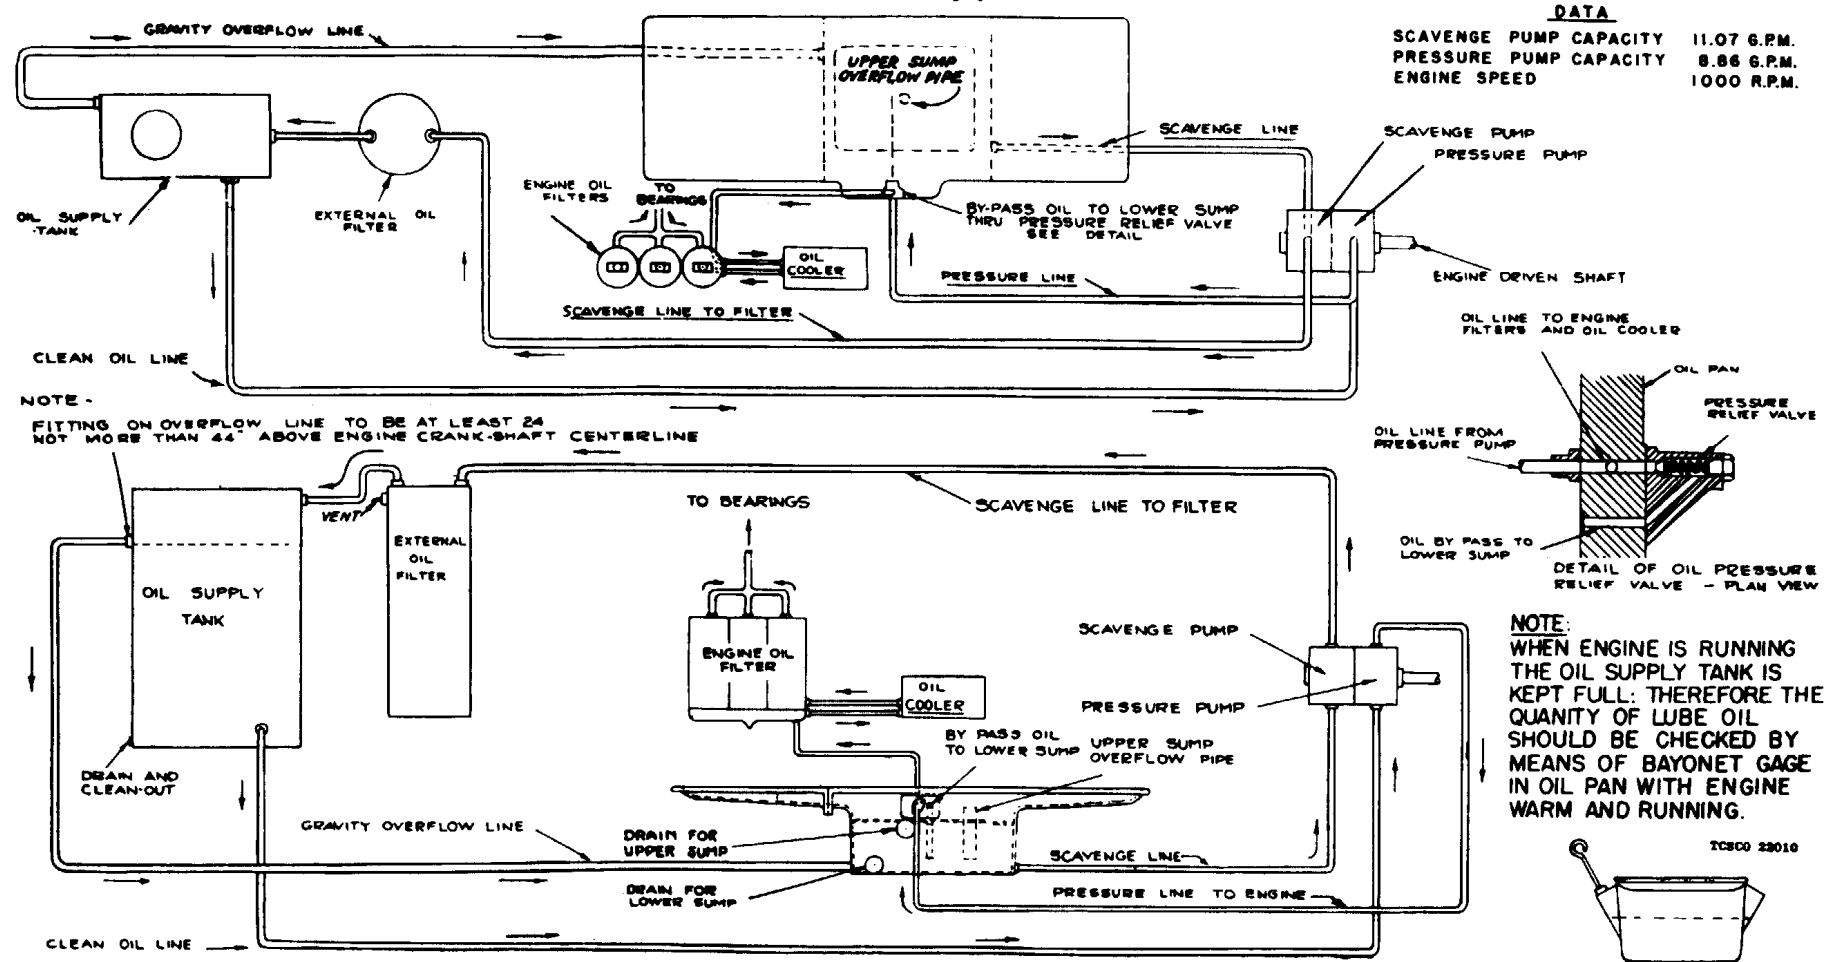 GRAVITY OVERFLOW LINE
UPPER SUMP
OVERFLOW PIPE
DATA
SCAVENGE PUMP CAPACITY 11.07 G.P.M.
PRESSURE PUMP CAPACITY 8.86 G.P.M.
ENGINE SPEED 1000 R.P.M.
SCAVENGE LINE
SCAVENGE PUMP
PRESSURE PUMP
OIL SUPPLY
TANK
EXTERNAL OIL
FILTER
ENGINE OIL
FILTERS
TO
BEARINGS
BY-PASS OIL TO LOWER SUMP
THRU PRESSURE RELIEF VALVE
SEE DETAIL
OIL
COOLER
PRESSURE LINE
ENGINE DRIVEN SHAFT
SCAVENGE LINE TO FILTER
CLEAN OIL LINE
OIL LINE TO ENGINE
FILTERS AND OIL COOLER
OIL PAN
PRESSURE
RELIEF VALVE
OIL LINE FROM
PRESSURE PUMP
OIL BY PASS TO
LOWER SUMP
DETAIL OF OIL PRESSURE
RELIEF VALVE - PLAN VIEW
NOTE -
FITTING ON OVERFLOW LINE TO BE AT LEAST 24
NOT MORE THAN 44" ABOVE ENGINE CRANK-SHAFT CENTERLINE
VENT
EXTERNAL
OIL
FILTER
OIL SUPPLY
TANK
TO BEARINGS
SCAVENGE LINE TO FILTER
ENGINE OIL
FILTER
OIL
COOLER
SCAVENGE PUMP
PRESSURE PUMP
BY PASS OIL
TO LOWER SUMP
UPPER SUMP
OVERFLOW PIPE
DRAIN AND
CLEAN-OUT
GRAVITY OVERFLOW LINE
DRAIN FOR
UPPER SUMP
DRAIN FOR
LOWER SUMP
SCAVENGE LINE
PRESSURE LINE TO ENGINE
CLEAN OIL LINE
NOTE:
WHEN ENGINE IS RUNNING
THE OIL SUPPLY TANK IS
KEPT FULL: THEREFORE THE
QUANITY OF LUBE OIL
SHOULD BE CHECKED BY
MEANS OF BAYONET GAGE
IN OIL PAN WITH ENGINE
WARM AND RUNNING.
TCSCO 22010